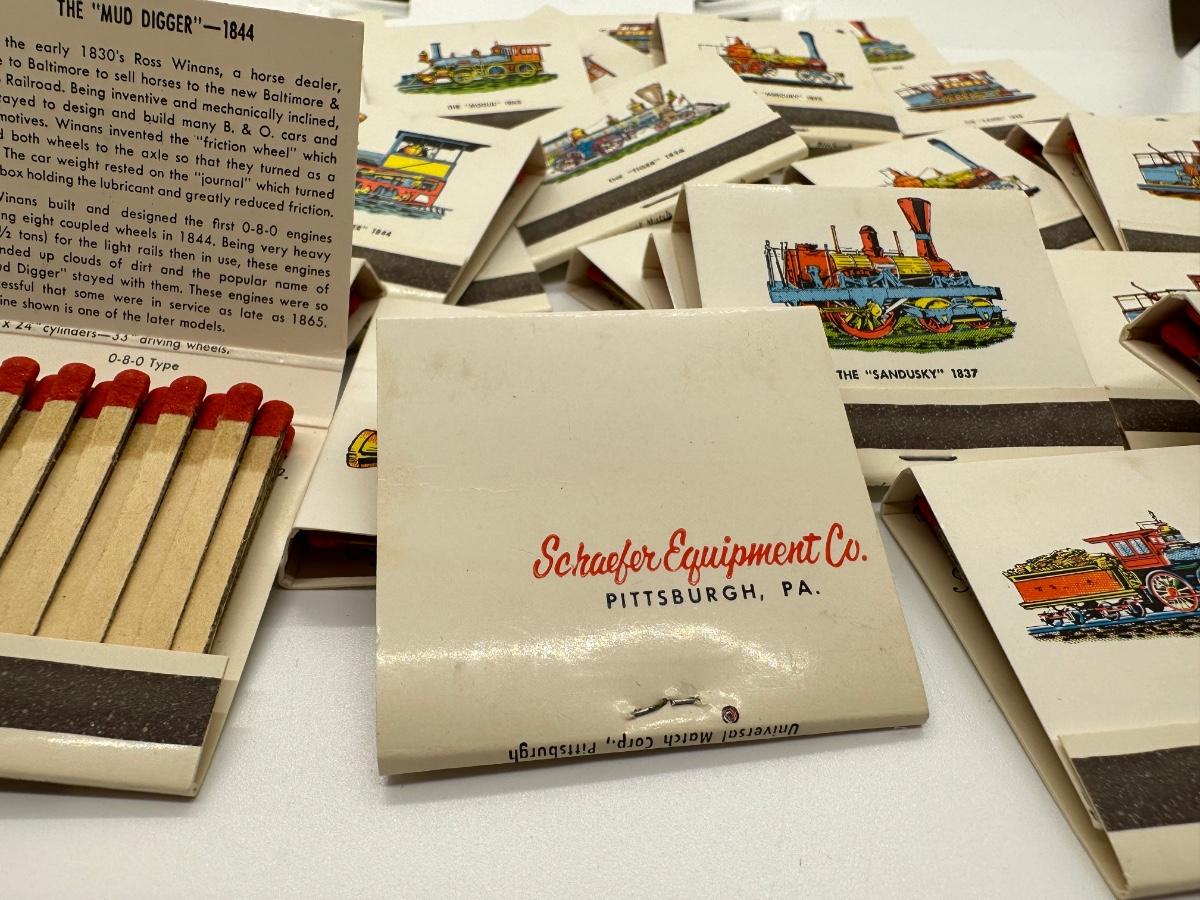 THE "MUD DIGGER"—1844
the early 1830's Ross Winans, a horse dealer,
to Baltimore to sell horses to the new Baltimore &
Railroad. Being inventive and mechanically inclined,
to design and build many B. & O. cars and
Winans invented the "friction wheel" which
both wheels to the axle so that they turned as a
The car weight rested on the "journal" which turned
box holding the lubricant and greatly reduced friction.
built and designed the first 0-8-0 engines
eight coupled wheels in 1844. Being very heavy
½ tons) for the light rails then in use, these engines
up clouds of dirt and the popular name of
Digger" stayed with them. These engines were so
that some were in service as late as 1865.
shown is one of the later models.
x 24" cylinders—33" driving wheels.
0-8-0 Type
THE "MOGUL"
THE "TIGER"
1844
THE "SANDUSKY" 1837
Schaefer Equipment Co.
PITTSBURGH, PA.
Universal Match Corp., Pittsburgh